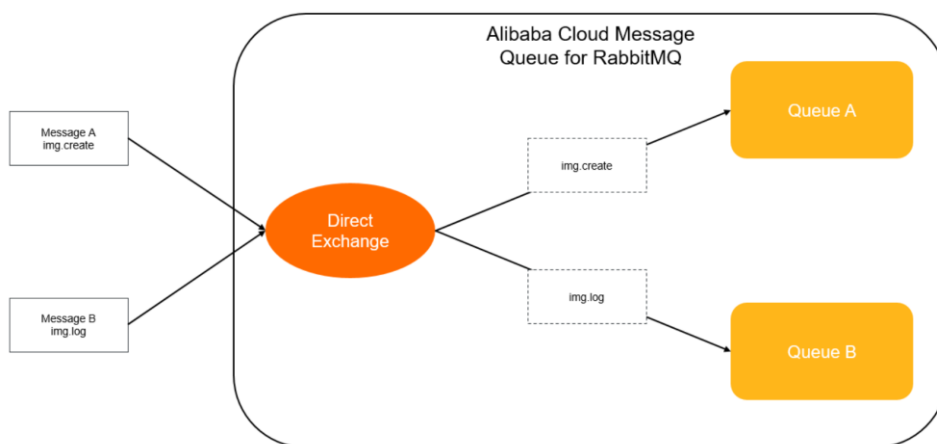 Alibaba Cloud Message
Queue for RabbitMQ
Message A
img.create
Message B
img.log
Direct
Exchange
img.create
img.log
Queue A
Queue B